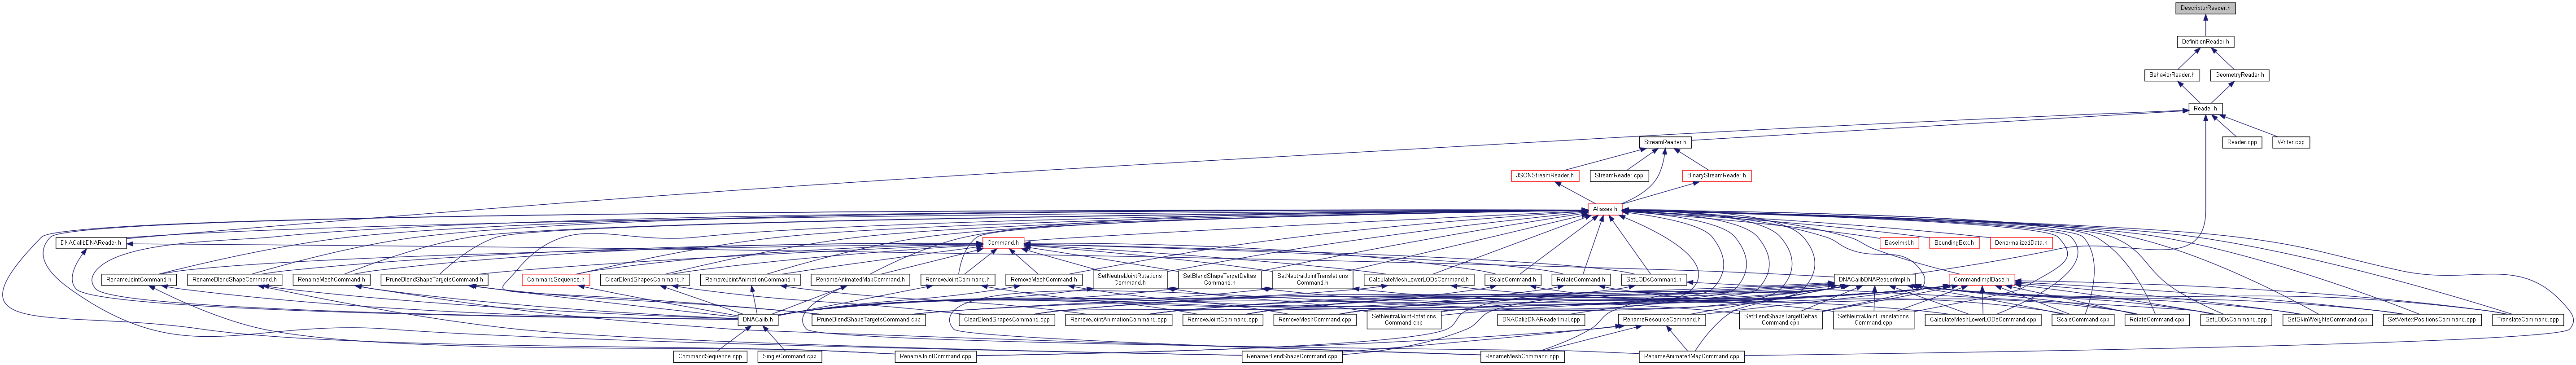 DescriptorReader.h
DefinitionReader.h
BehaviorReader.h
GeometryReader.h
Reader.h
StreamReader.h
Reader.cpp
Writer.cpp
JSONStreamReader.h
StreamReader.cpp
BinaryStreamReader.h
Aliases.h
DNACalibDNAReader.h
Command.h
BaseImpl.h
BoundingBox.h
DenormalizedData.h
RenameJointCommand.h
RenameBlendShapeCommand.h
RenameMeshCommand.h
PruneBlendShapeTargetsCommand.h
CommandSequence.h
ClearBlendShapesCommand.h
RemoveJointAnimationCommand.h
RenameAnimatedMapCommand.h
RemoveJointCommand.h
RemoveMeshCommand.h
SetNeutralJointRotations
Command.h
SetBlendShapeTargetDeltas
Command.h
SetNeutralJointTranslations
Command.h
CalculateMeshLowerLODsCommand.h
ScaleCommand.h
RotateCommand.h
SetLODsCommand.h
DNACalibDNAReaderImpl.h
CommandImplBase.h
DNACalib.h
PruneBlendShapeTargetsCommand.cpp
ClearBlendShapesCommand.cpp
RemoveJointAnimationCommand.cpp
RemoveJointCommand.cpp
RemoveMeshCommand.cpp
SetNeutralJointRotations
Command.cpp
DNACalibDNAReaderImpl.cpp
RenameResourceCommand.h
SetBlendShapeTargetDeltas
Command.cpp
SetNeutralJointTranslations
Command.cpp
CalculateMeshLowerLODsCommand.cpp
ScaleCommand.cpp
RotateCommand.cpp
SetLODsCommand.cpp
SetSkinWeightsCommand.cpp
SetVertexPositionsCommand.cpp
TranslateCommand.cpp
CommandSequence.cpp
SingleCommand.cpp
RenameJointCommand.cpp
RenameBlendShapeCommand.cpp
RenameMeshCommand.cpp
RenameAnimatedMapCommand.cpp